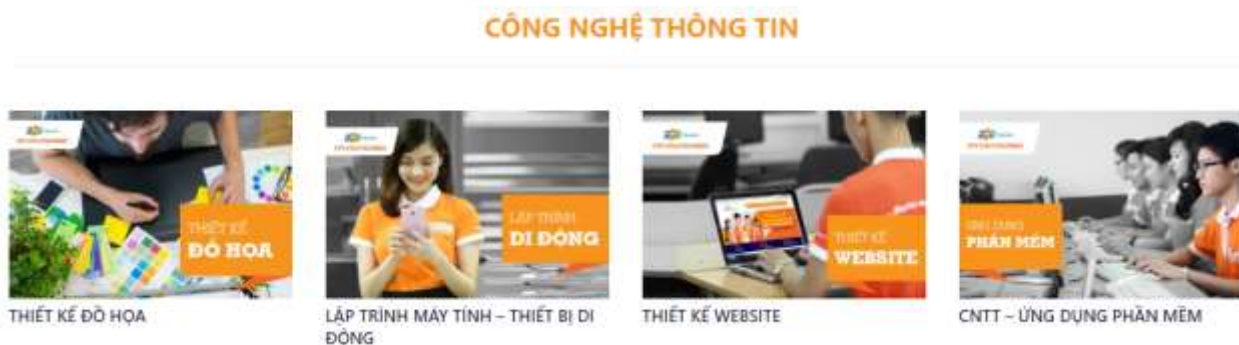 CÔNG NGHỆ THÔNG TIN
THIẾT KẾ
ĐỒ HỌA
LẬP TRÌNH
DI ĐỘNG
THIẾT KẾ
WEBSITE
ỨNG DỤNG
PHẦN MỀM
THIẾT KẾ ĐỒ HỌA
LẬP TRÌNH MÁY TÍNH – THIẾT BỊ DI
ĐỘNG
THIẾT KẾ WEBSITE
CNTT – ỨNG DỤNG PHẦN MỀM